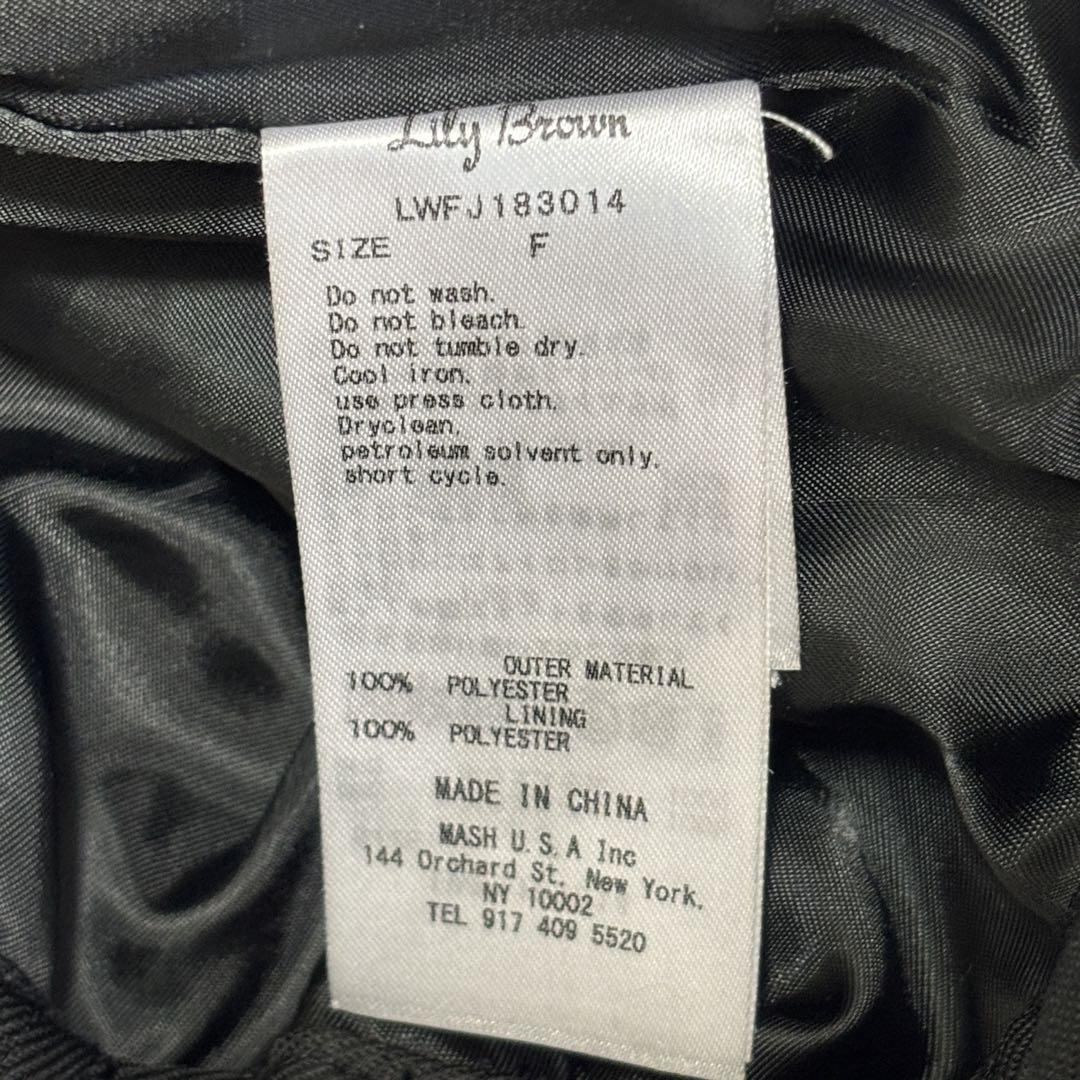 Lily Brown
LWFJ183014
SIZE F
Do not wash.
Do not bleach.
Do not tumble dry.
Cool iron.
use press cloth.
Dryclean.
petroleum solvent only.
short cycle.
OUTER MATERIAL
100% POLYESTER
LINING
100% POLYESTER
MADE IN CHINA
MASH U.S.A Inc
144 Orchard St. New York.
NY 10002
TEL 917 409 5520